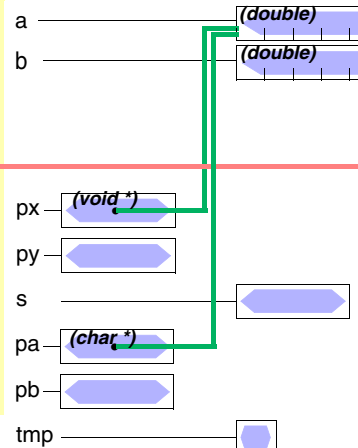 a (double)
b (double)
px (void *)
py
s
pa (char *)
pb
tmp